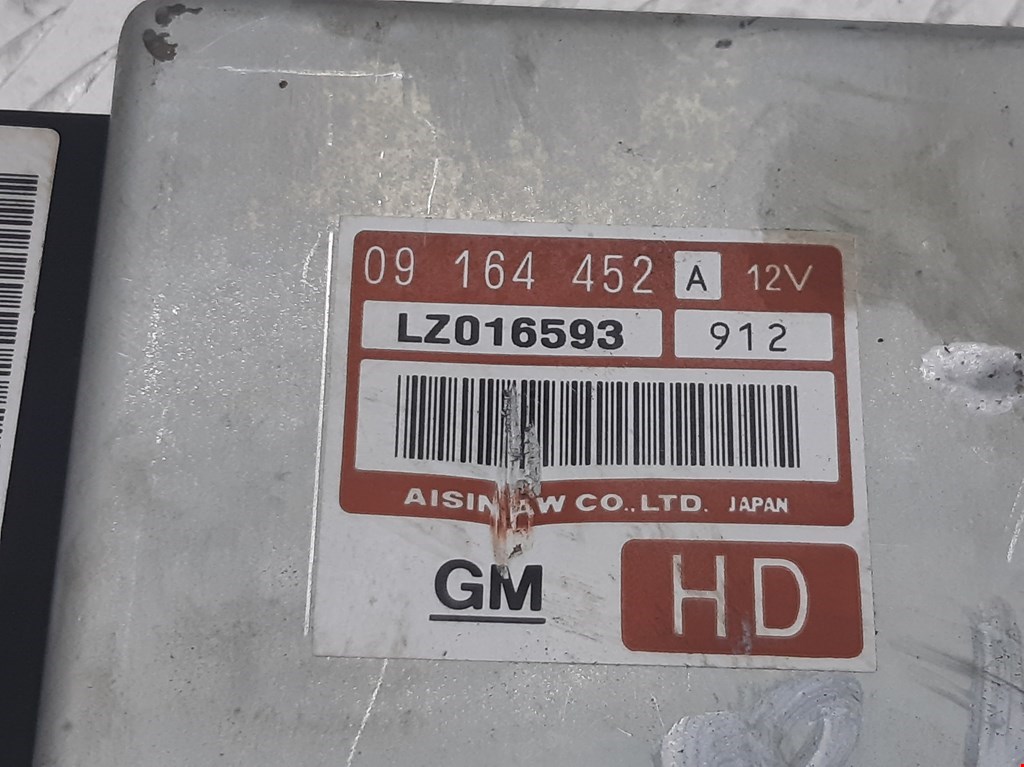 09 164 452 A 12V
LZ016593 912
AISIN AW CO.,LTD. JAPAN
GM
HD